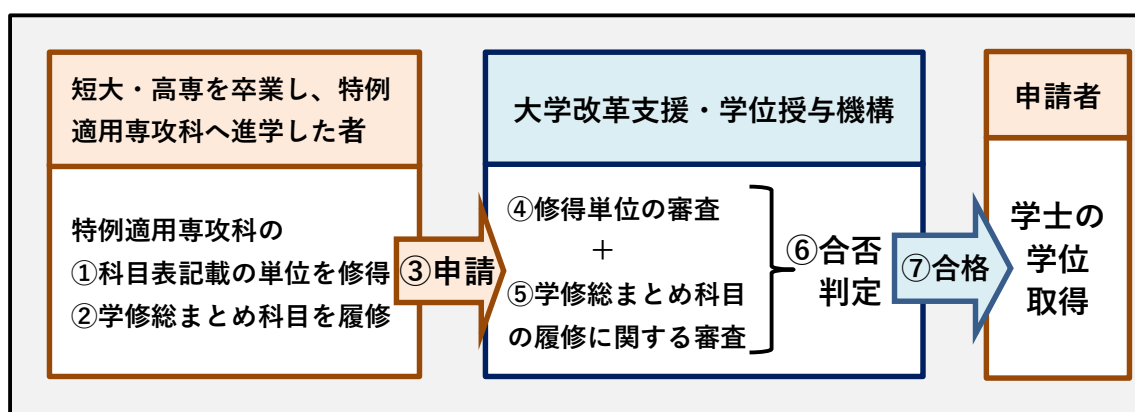 短大・高専を卒業し、特例
適用専攻科へ進学した者
特例適用専攻科の
①科目表記載の単位を修得
②学修総まとめ科目を履修
③申請
大学改革支援・学位授与機構
④修得単位の審査
＋
⑤学修総まとめ科目
の履修に関する審査
⑥合否
判定
⑦合格
申請者
学士の
学位
取得